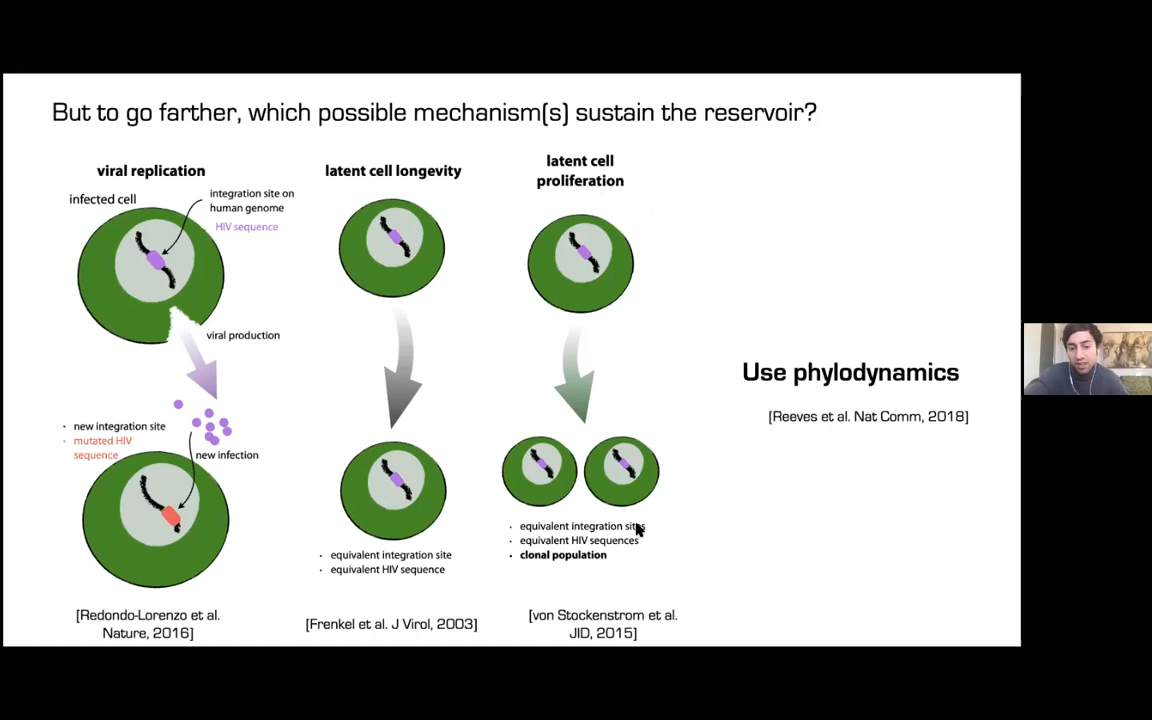 But to go farther, which possible mechanism(s) sustain the reservoir?
viral replication
infected cell
integration site on
human genome
HIV sequence
viral production
· new integration site
· mutated HIV
sequence
new infection
[Redondo-Lorenzo et al.
Nature, 2016]
latent cell longevity
· equivalent integration site
· equivalent HIV sequence
[Frenkel et al. J Virol, 2003]
latent cell
proliferation
· equivalent integration sites
· equivalent HIV sequences
· clonal population
[von Stockenstrom et al.
JID, 2015]
Use phylodynamics
[Reeves et al. Nat Comm, 2018]